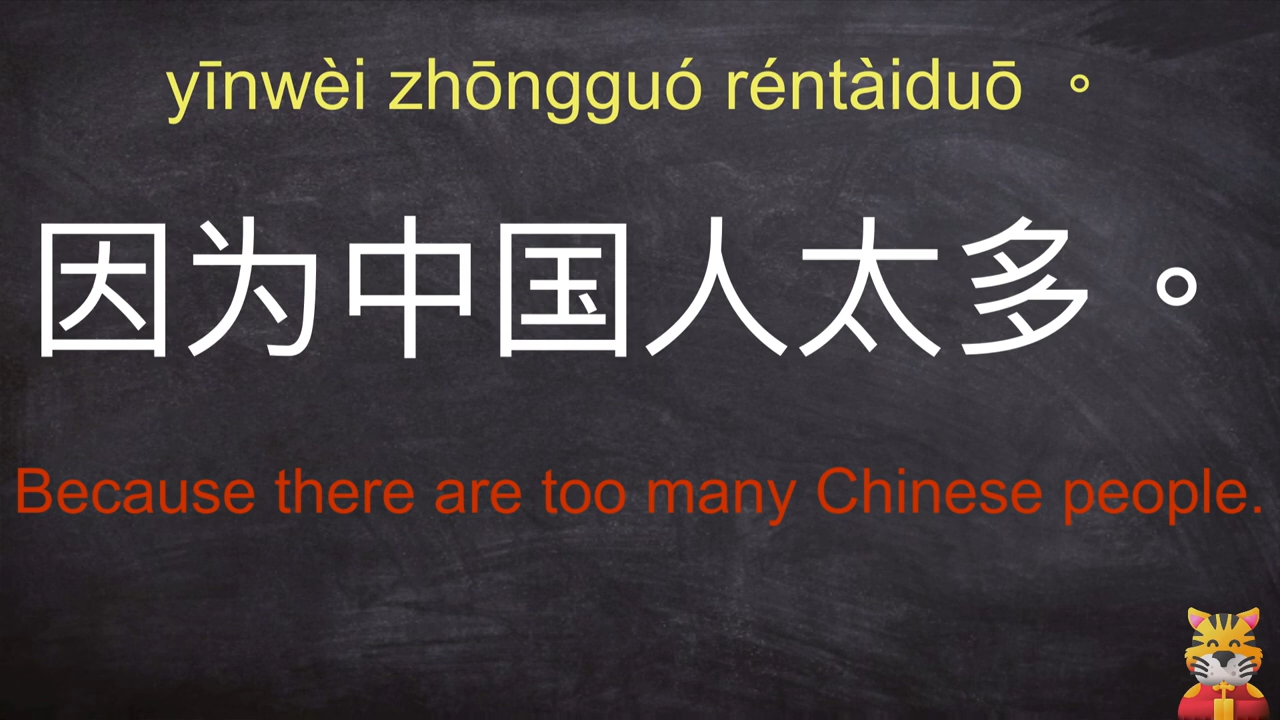 yīnwèi zhōngguó réntàiduō 。
因为中国人太多。
Because there are too many Chinese people.